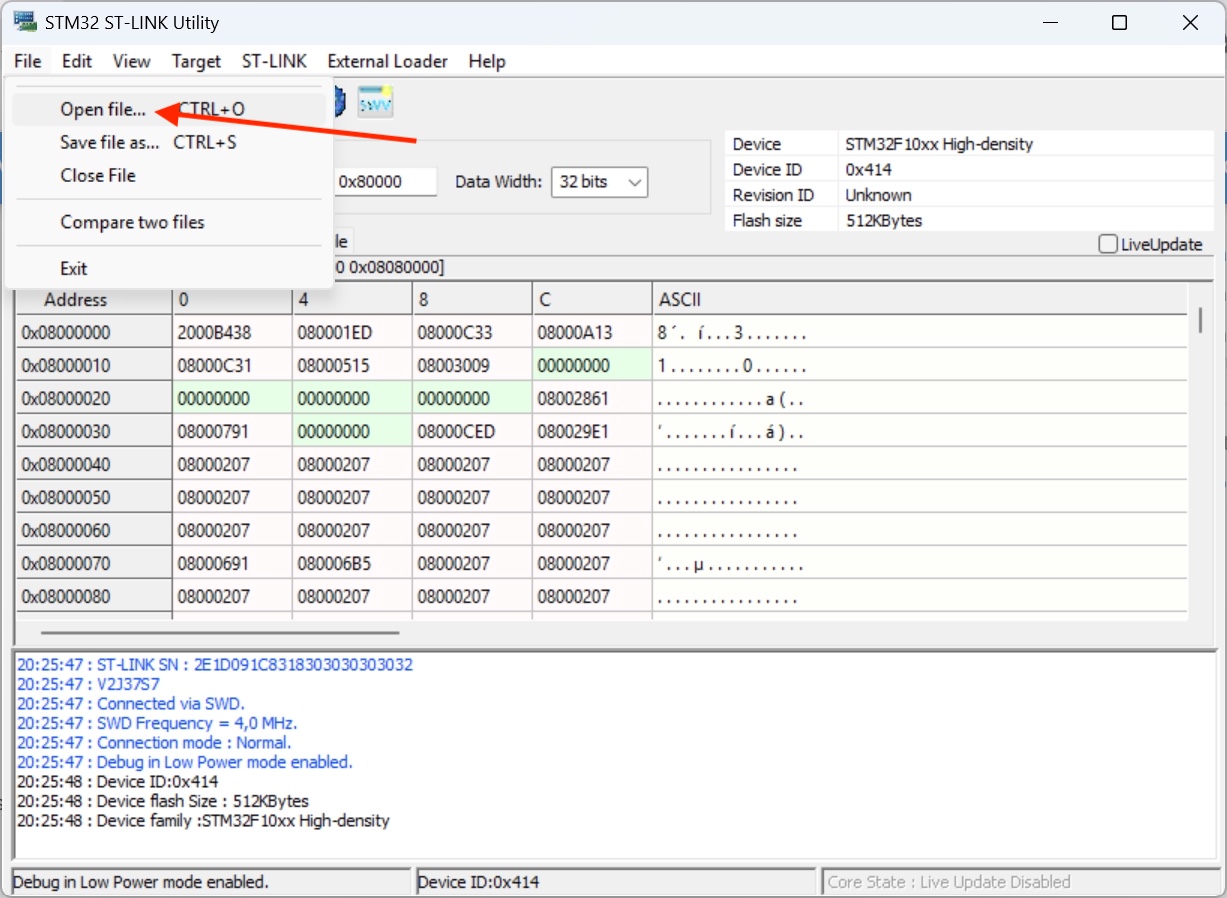 STM32 ST-LINK Utility
File Edit View Target ST-LINK External Loader Help
Open file... CTRL+O
Save file as... CTRL+S
Close File
Compare two files
Exit
0x80000 Data Width: 32 bits
Device STM32F10xx High-density
Device ID 0x414
Revision ID Unknown
Flash size 512KBytes
LiveUpdate
0 0x08080000]
Address 0 4 8 C ASCII
0x08000000 2000B438 080001ED 08000C33 08000A13 8´. í...3.......
0x08000010 08000C31 08000515 08003009 00000000 1........0......
0x08000020 00000000 00000000 00000000 08002861 ............a(..
0x08000030 08000791 00000000 08000CED 080029E1 ‘.......í...á)..
0x08000040 08000207 08000207 08000207 08000207 ................
0x08000050 08000207 08000207 08000207 08000207 ................
0x08000060 08000207 08000207 08000207 08000207 ................
0x08000070 08000691 080006B5 08000207 08000207 ‘...µ...........
0x08000080 08000207 08000207 08000207 08000207 ................
20:25:47 : ST-LINK SN : 2E1D091C8318303030303032
20:25:47 : V2J37S7
20:25:47 : Connected via SWD.
20:25:47 : SWD Frequency = 4,0 MHz.
20:25:47 : Connection mode : Normal.
20:25:47 : Debug in Low Power mode enabled.
20:25:48 : Device ID:0x414
20:25:48 : Device flash Size : 512KBytes
20:25:48 : Device family :STM32F10xx High-density
Debug in Low Power mode enabled. Device ID:0x414 Core State : Live Update Disabled